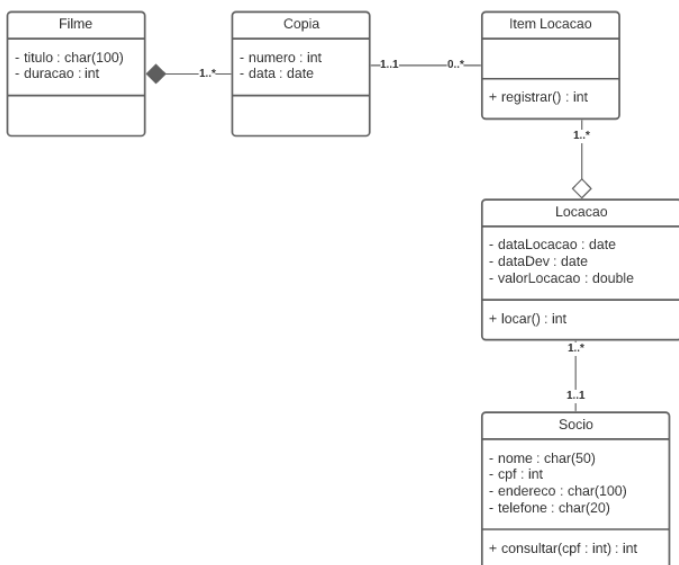 Filme
- titulo : char(100)
- duracao : int
1..*
Copia
- numero : int
- data : date
1..1
0..*
Item Locacao
+ registrar() : int
1..*
Locacao
- dataLocacao : date
- dataDev : date
- valorLocacao : double
+ locar() : int
1..*
1..1
Socio
- nome : char(50)
- cpf : int
- endereco : char(100)
- telefone : char(20)
+ consultar(cpf : int) : int